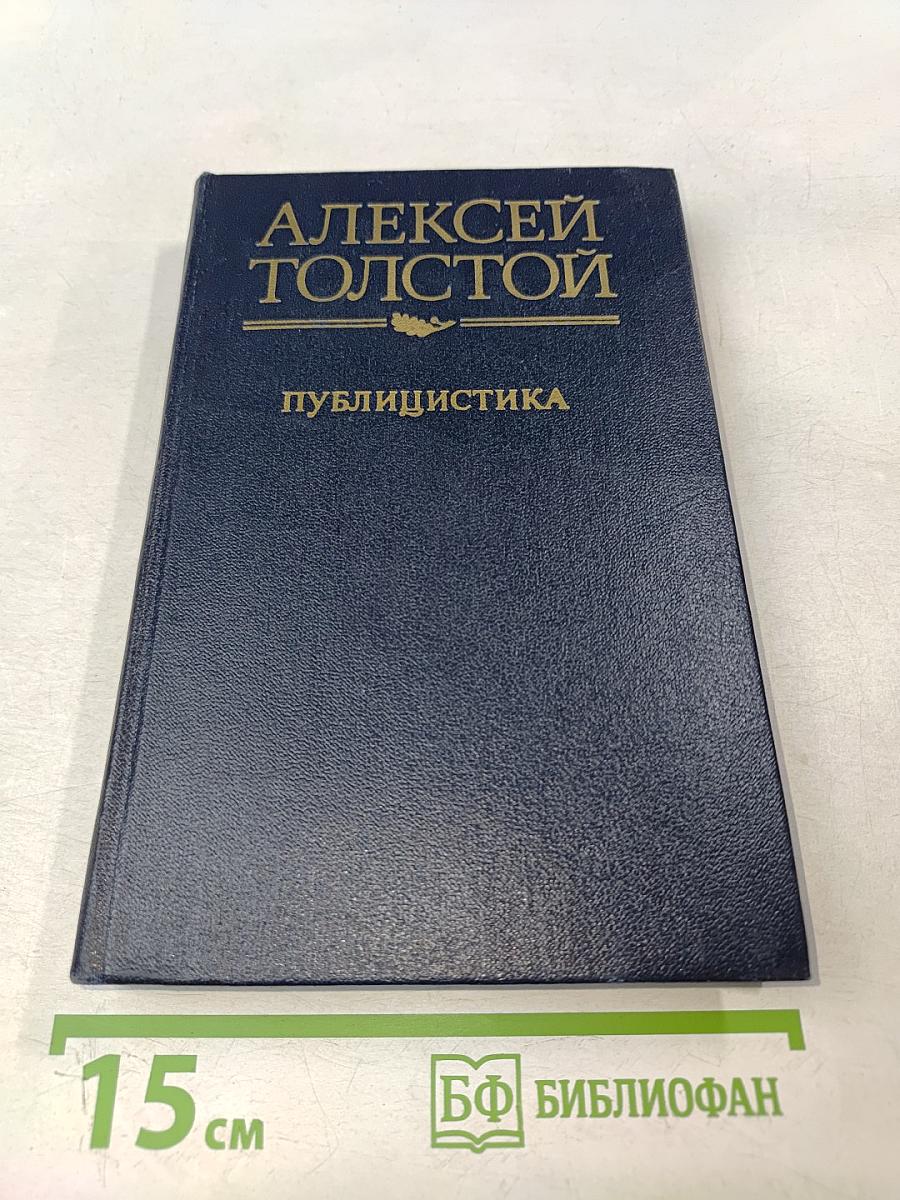 АЛЕКСЕЙ
ТОЛСТОЙ
ПУБЛИЦИСТИКА
15 см
БФ БИБЛИОФАН